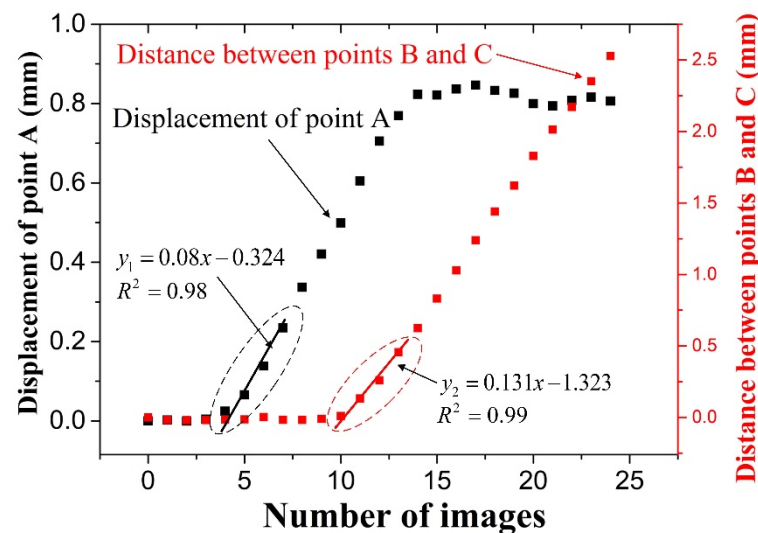 Distance between points B and C
Displacement of point A
y₁ = 0.08x−0.324
R² = 0.98
y₂ = 0.131x−1.323
R² = 0.99
Displacement of point A (mm)
1.0
0.8
0.6
0.4
0.2
0.0
Distance between points B and C (mm)
2.5
2.0
1.5
1.0
0.5
0.0
0
5
10
15
20
25
Number of images